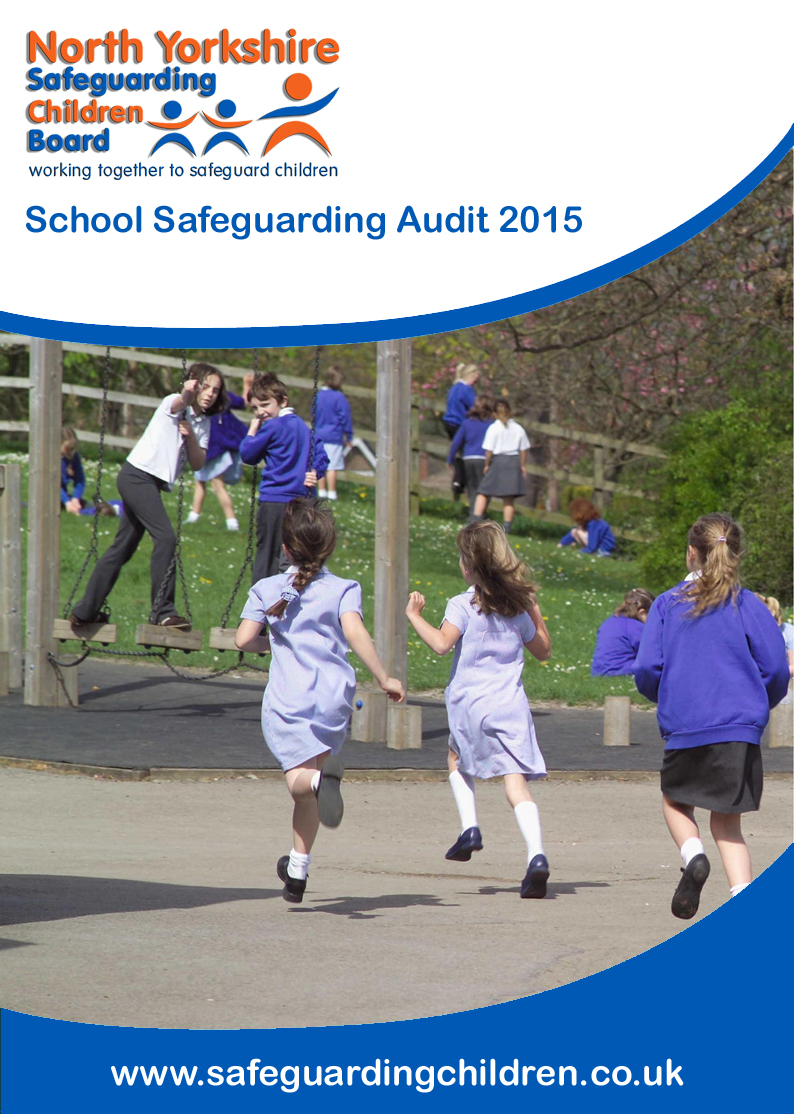 North Yorkshire
Safeguarding
Children
Board
working together to safeguard children
School Safeguarding Audit 2015
www.safeguardingchildren.co.uk